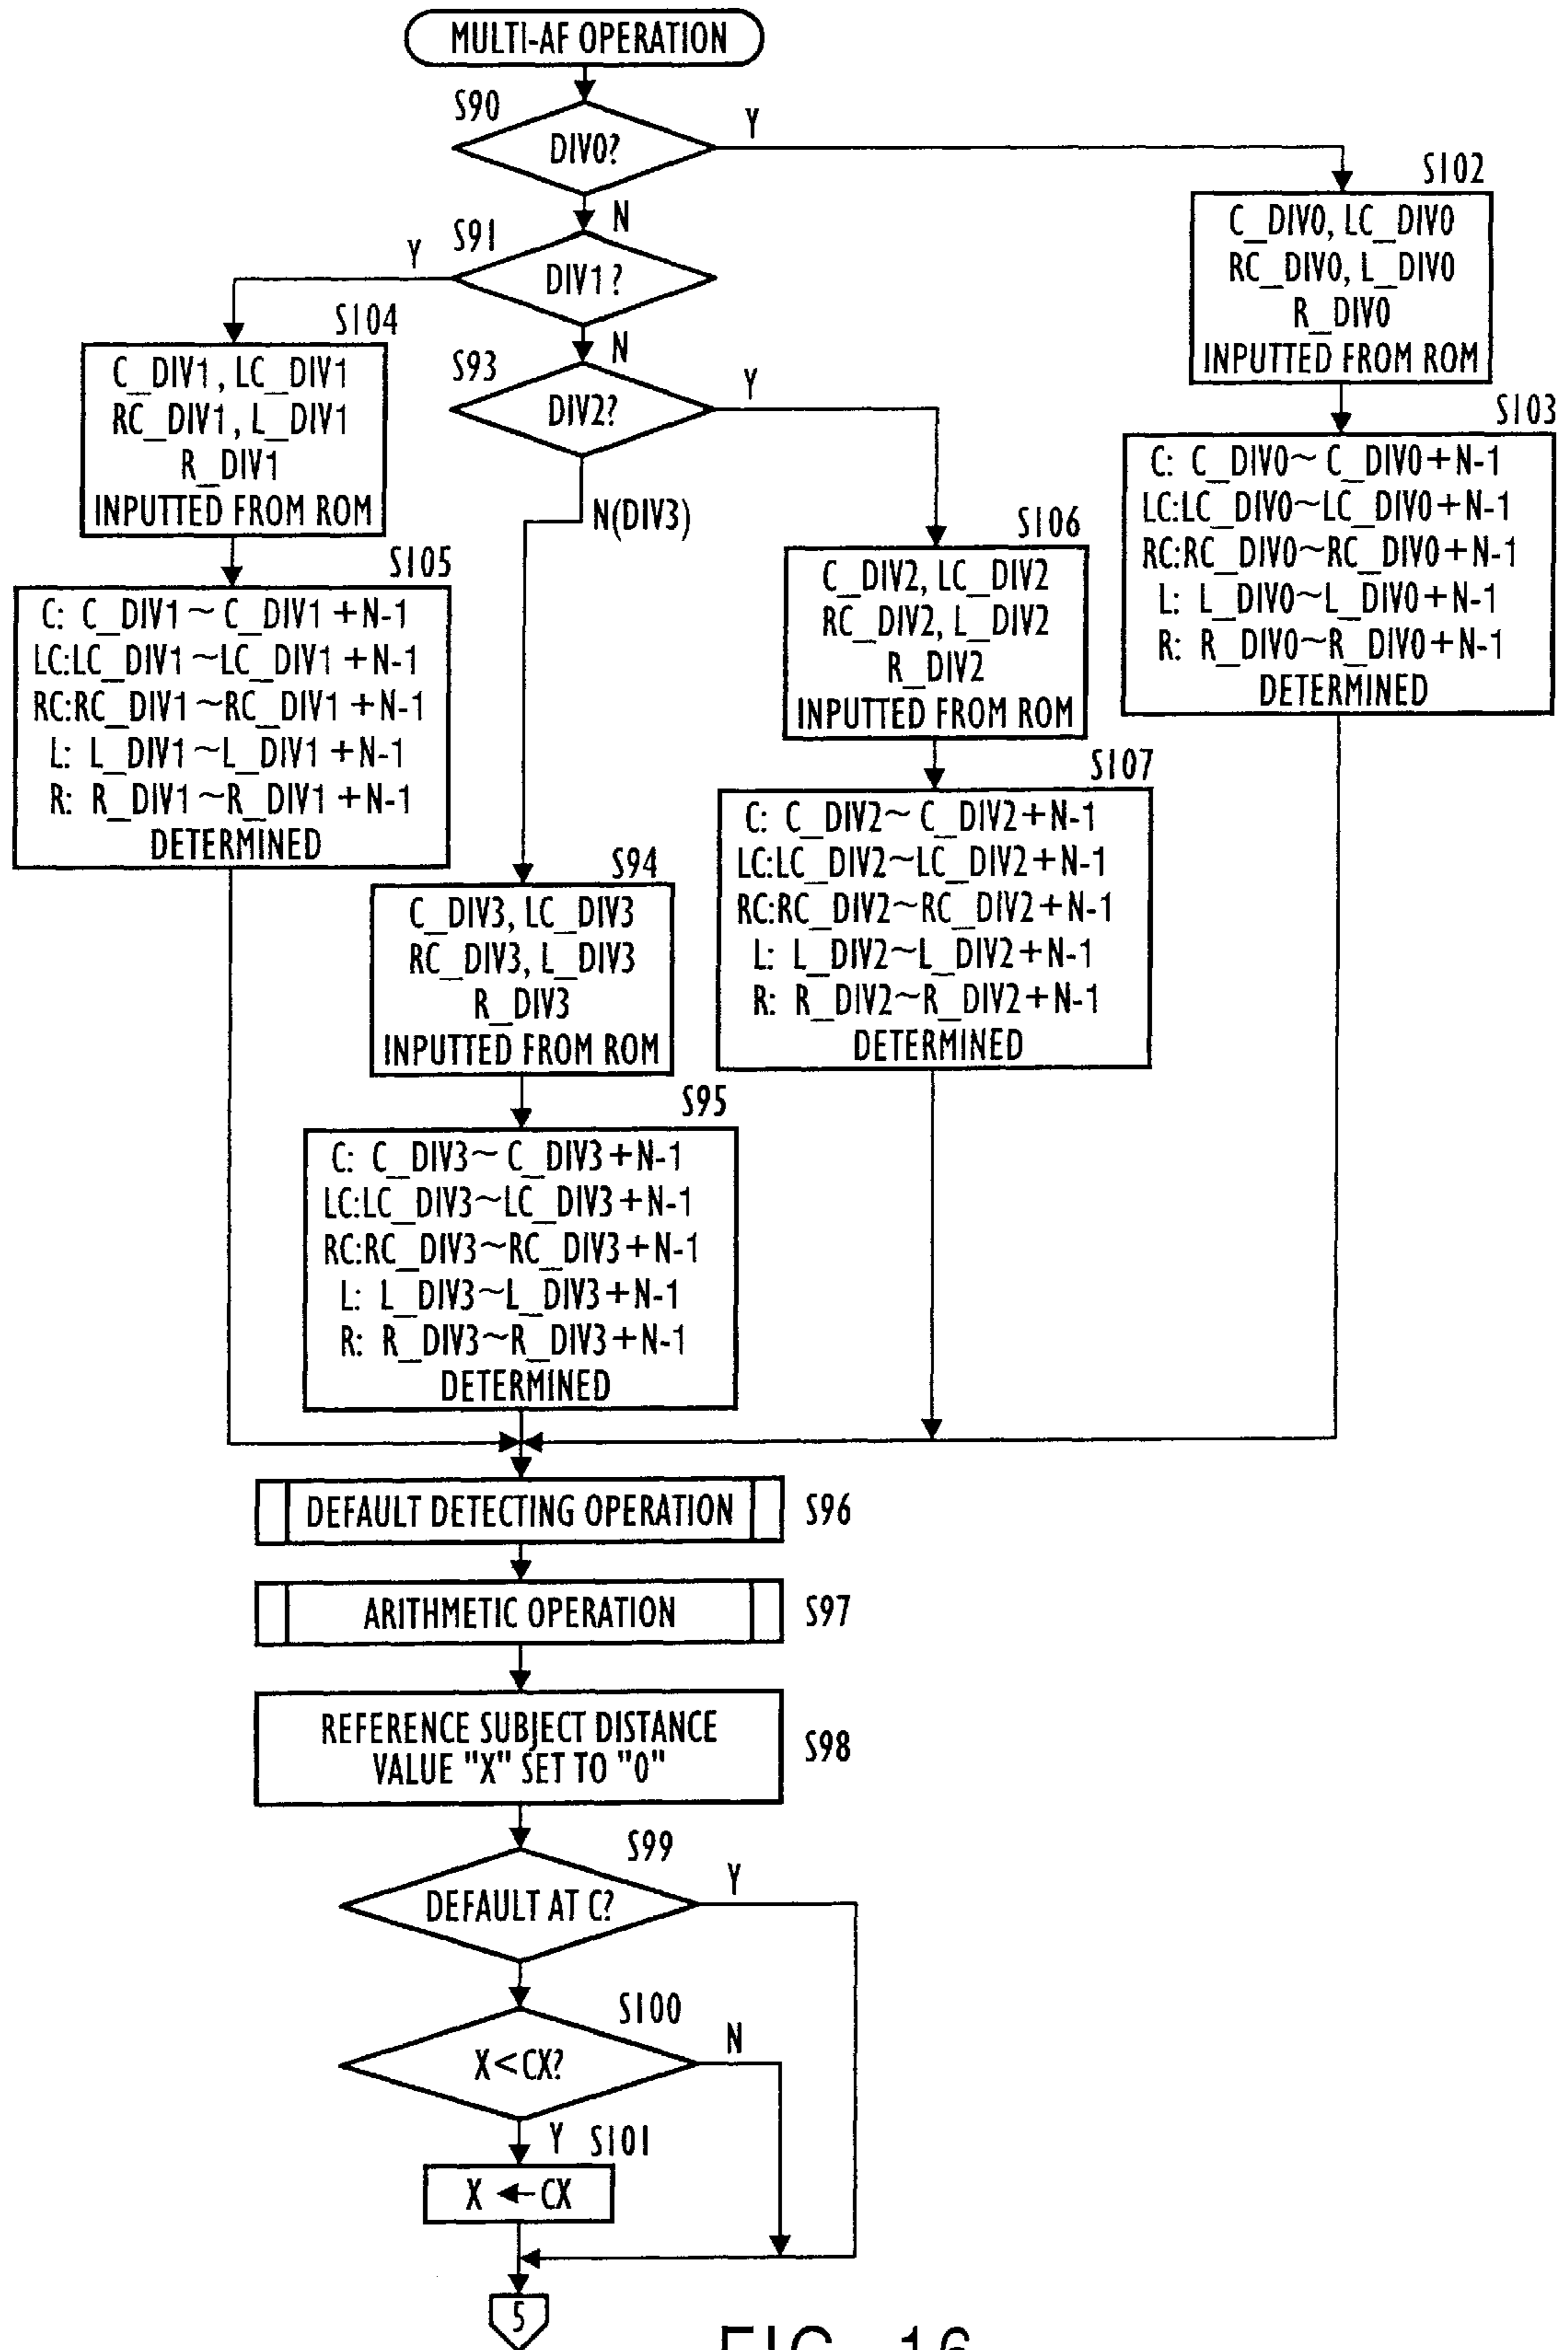 MULTI-AF OPERATION
S90
DIV0?
Y
N
S102
C_DIV0, LC_DIV0
RC_DIV0, L_DIV0
R_DIV0
INPUTTED FROM ROM
S91
Y
DIV1?
N
S104
C_DIV1, LC_DIV1
RC_DIV1, L_DIV1
R_DIV1
INPUTTED FROM ROM
S93
DIV2?
Y
N(DIV3)
S103
C: C_DIV0~ C_DIV0+N-1
LC:LC_DIV0~LC_DIV0+N-1
RC:RC_DIV0~RC_DIV0+N-1
L: L_DIV0~L_DIV0+N-1
R: R_DIV0~R_DIV0+N-1
DETERMINED
S105
C: C_DIV1~ C_DIV1+N-1
LC:LC_DIV1~LC_DIV1+N-1
RC:RC_DIV1~RC_DIV1+N-1
L: L_DIV1~L_DIV1+N-1
R: R_DIV1~R_DIV1+N-1
DETERMINED
S106
C_DIV2, LC_DIV2
RC_DIV2, L_DIV2
R_DIV2
INPUTTED FROM ROM
S107
C: C_DIV2~ C_DIV2+N-1
LC:LC_DIV2~LC_DIV2+N-1
RC:RC_DIV2~RC_DIV2+N-1
L: L_DIV2~L_DIV2+N-1
R: R_DIV2~R_DIV2+N-1
DETERMINED
S94
C_DIV3, LC_DIV3
RC_DIV3, L_DIV3
R_DIV3
INPUTTED FROM ROM
S95
C: C_DIV3~ C_DIV3+N-1
LC:LC_DIV3~LC_DIV3+N-1
RC:RC_DIV3~RC_DIV3+N-1
L: L_DIV3~L_DIV3+N-1
R: R_DIV3~R_DIV3+N-1
DETERMINED
DEFAULT DETECTING OPERATION S96
ARITHMETIC OPERATION S97
REFERENCE SUBJECT DISTANCE
VALUE "X" SET TO "0"
S98
S99
DEFAULT AT C?
Y
S100
X<CX?
N
Y
S101
X ← CX
5
FIG. 16